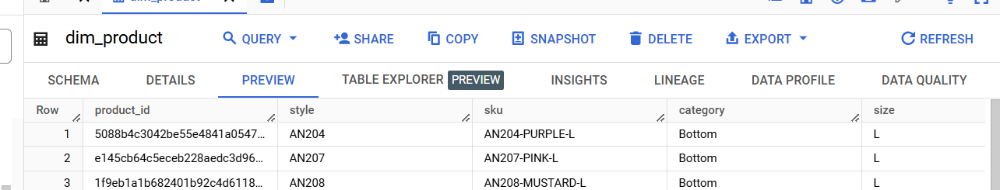 dim_product
dim_product QUERY SHARE COPY SNAPSHOT DELETE EXPORT REFRESH
SCHEMA DETAILS PREVIEW TABLE EXPLORER PREVIEW INSIGHTS LINEAGE DATA PROFILE DATA QUALITY
Row product_id style sku category size
1 5088b4c3042be55e4841a0547… AN204 AN204-PURPLE-L Bottom L
2 e145cb64c5eceb228aedc3d96… AN207 AN207-PINK-L Bottom L
3 1f9eb1a1b682401b92c4d6118… AN208 AN208-MUSTARD-L Bottom L